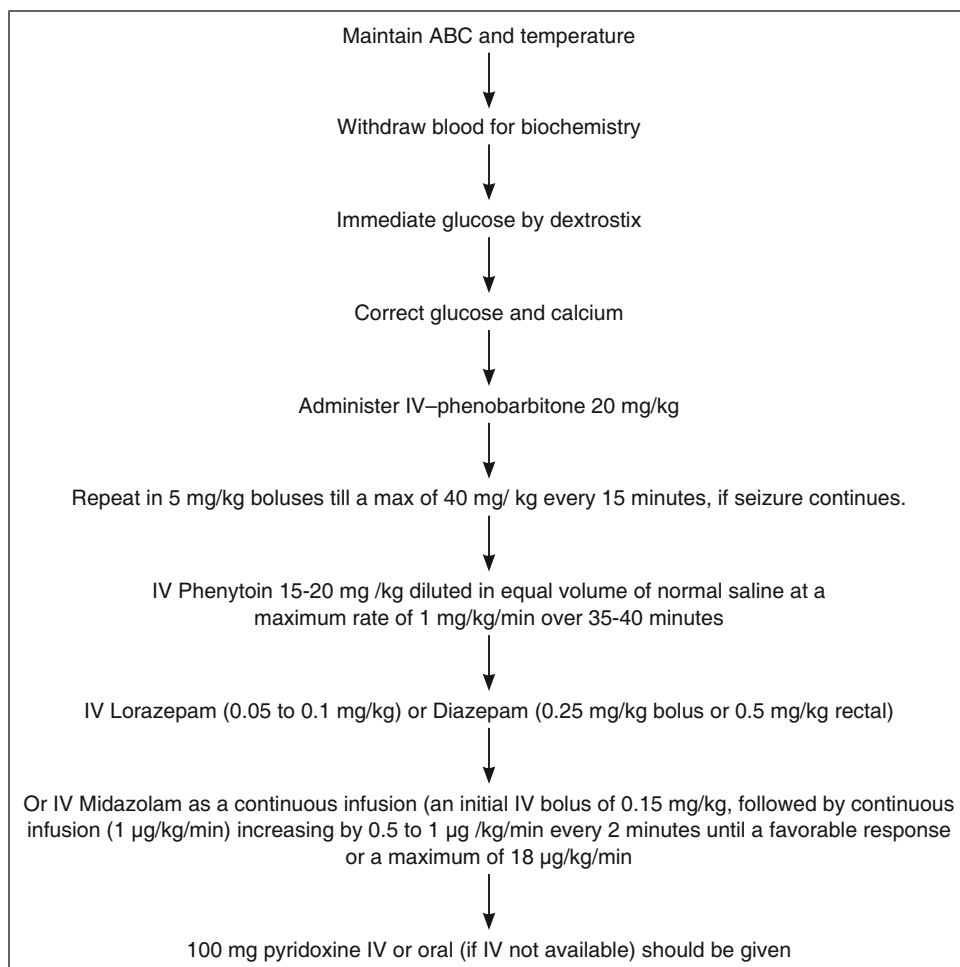 Maintain ABC and temperature
Withdraw blood for biochemistry
Immediate glucose by dextrostix
Correct glucose and calcium
Administer IV–phenobarbitone 20 mg/kg
Repeat in 5 mg/kg boluses till a max of 40 mg/ kg every 15 minutes, if seizure continues.
IV Phenytoin 15-20 mg /kg diluted in equal volume of normal saline at a
maximum rate of 1 mg/kg/min over 35-40 minutes
IV Lorazepam (0.05 to 0.1 mg/kg) or Diazepam (0.25 mg/kg bolus or 0.5 mg/kg rectal)
Or IV Midazolam as a continuous infusion (an initial IV bolus of 0.15 mg/kg, followed by continuous
infusion (1 µg/kg/min) increasing by 0.5 to 1 µg /kg/min every 2 minutes until a favorable response
or a maximum of 18 µg/kg/min
100 mg pyridoxine IV or oral (if IV not available) should be given